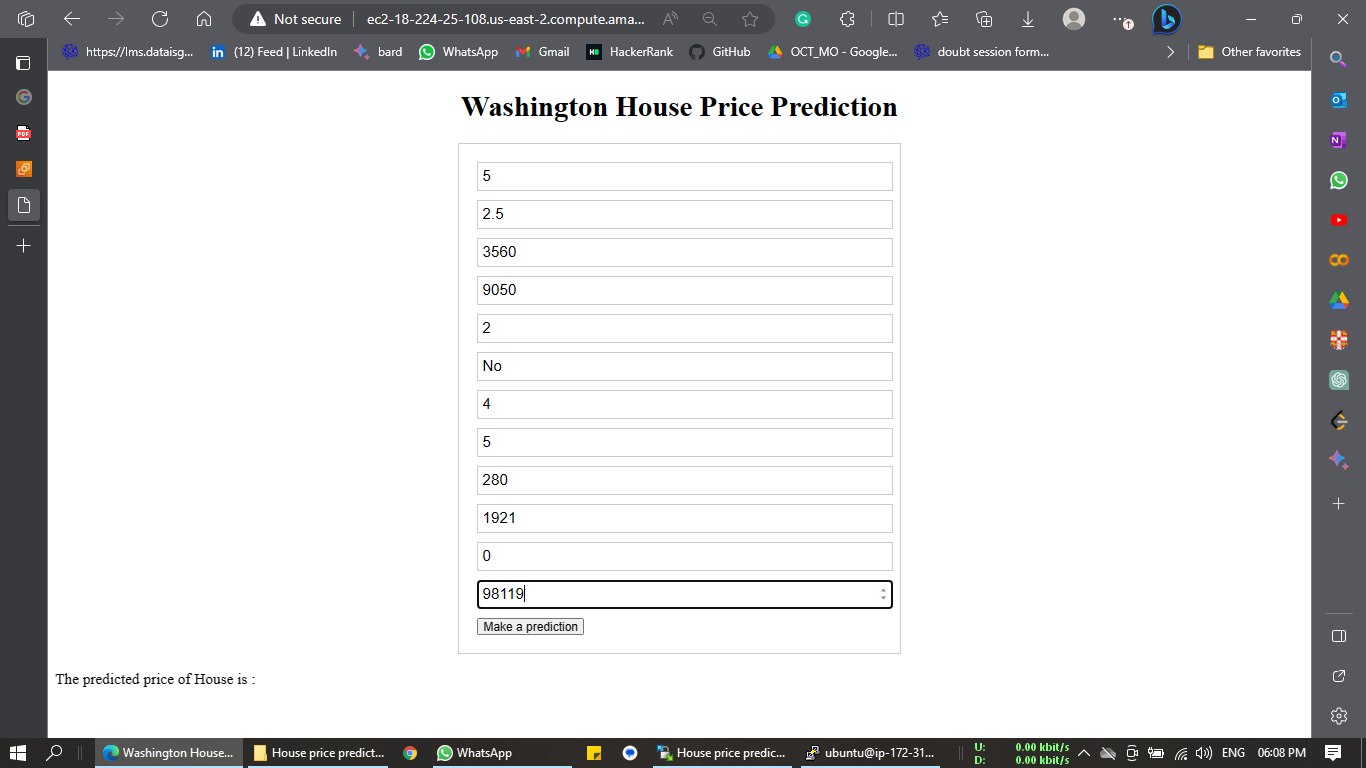 Not secure
ec2-18-224-25-108.us-east-2.compute.ama...
https://lms.dataisg...
(12) Feed | LinkedIn
bard
WhatsApp
Gmail
HackerRank
GitHub
OCT_MO - Google...
doubt session form...
Other favorites
Washington House Price Prediction
5
2.5
3560
9050
2
No
4
5
280
1921
0
98119
Make a prediction
The predicted price of House is :
Washington House...
House price predict...
WhatsApp
House price predic...
ubuntu@ip-172-31...
U: 0.00 kbit/s
D: 0.00 kbit/s
ENG
06:08 PM